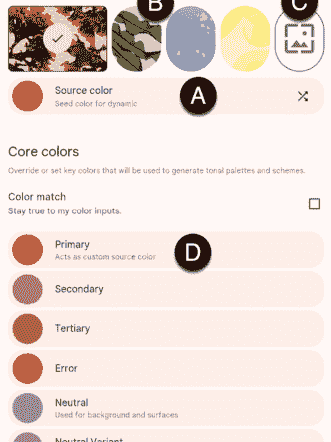 B
C
Source color
Seed color for dynamic
A
Core colors
Override or set key colors that will be used to generate tonal palettes and schemes.
Color match
Stay true to my color inputs.
Primary
Acts as custom source color
D
Secondary
Tertiary
Error
Neutral
Used for background and surfaces
Neutral Variant